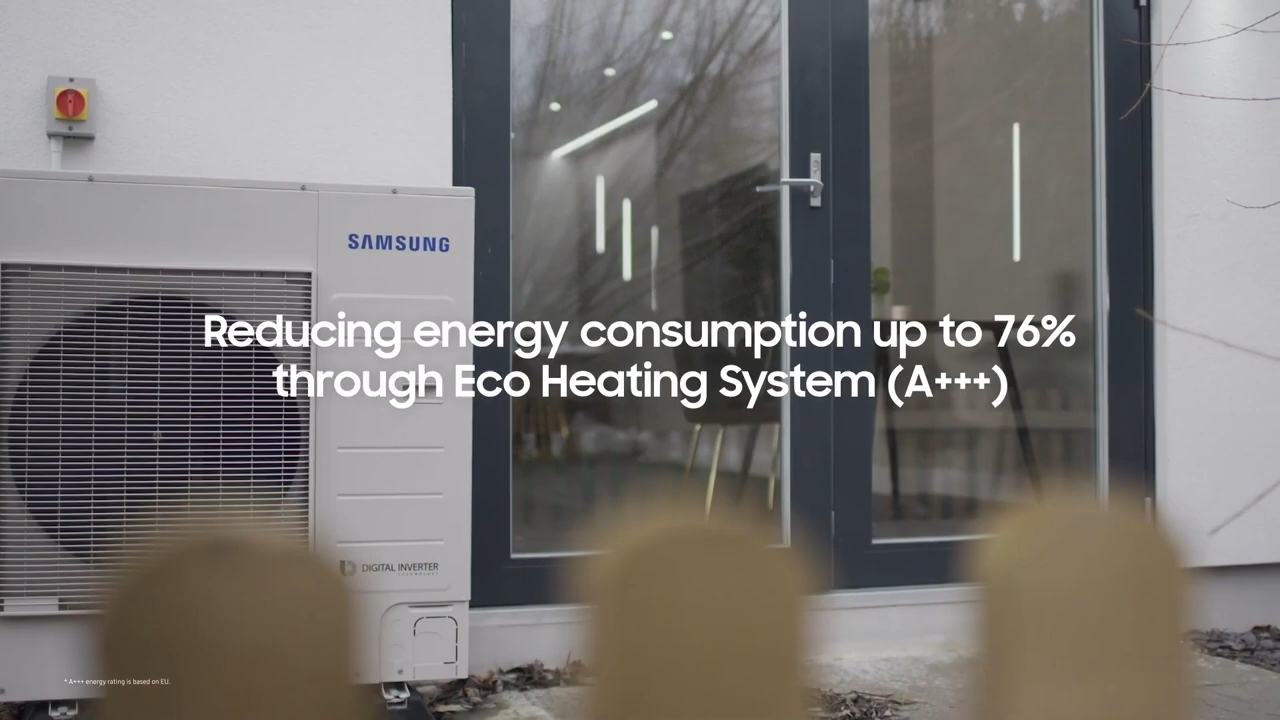 SAMSUNG
Reducing energy consumption up to 76%
through Eco Heating System (A+++)
DIGITAL INVERTER
TECHNOLOGY
* A+++ energy rating is based on EU.